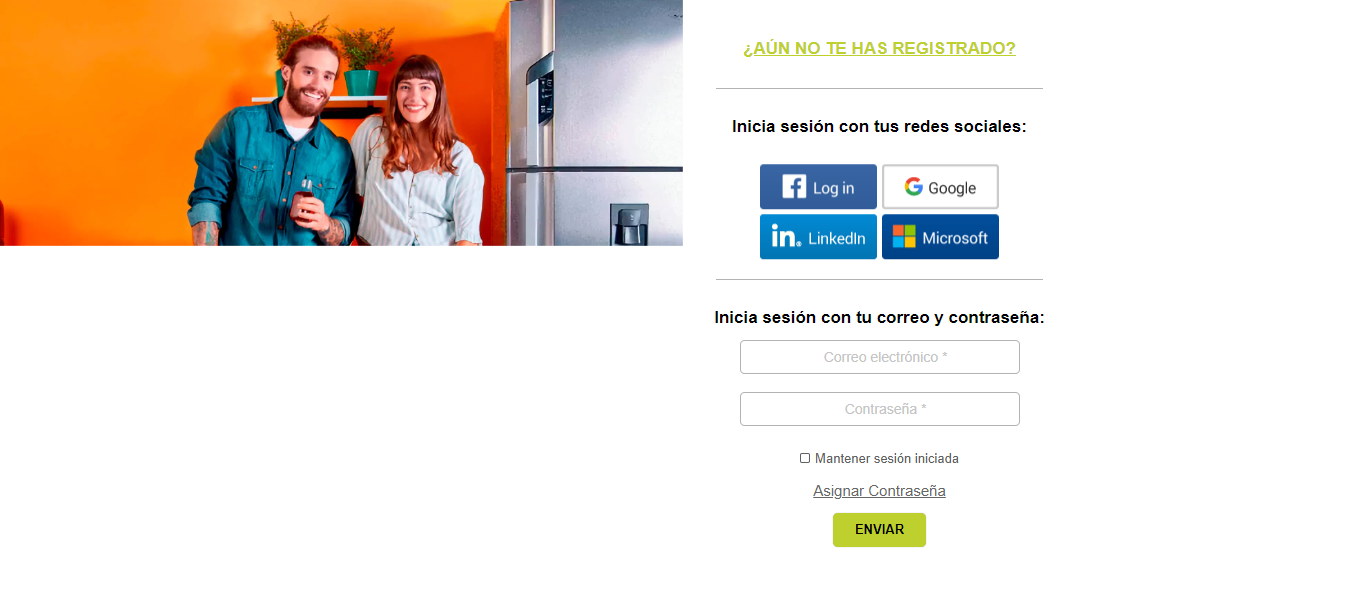 ¿AÚN NO TE HAS REGISTRADO?
Inicia sesión con tus redes sociales:
Log in
Google
in. LinkedIn
Microsoft
Inicia sesión con tu correo y contraseña:
Correo electrónico *
Contraseña *
Mantener sesión iniciada
Asignar Contraseña
ENVIAR